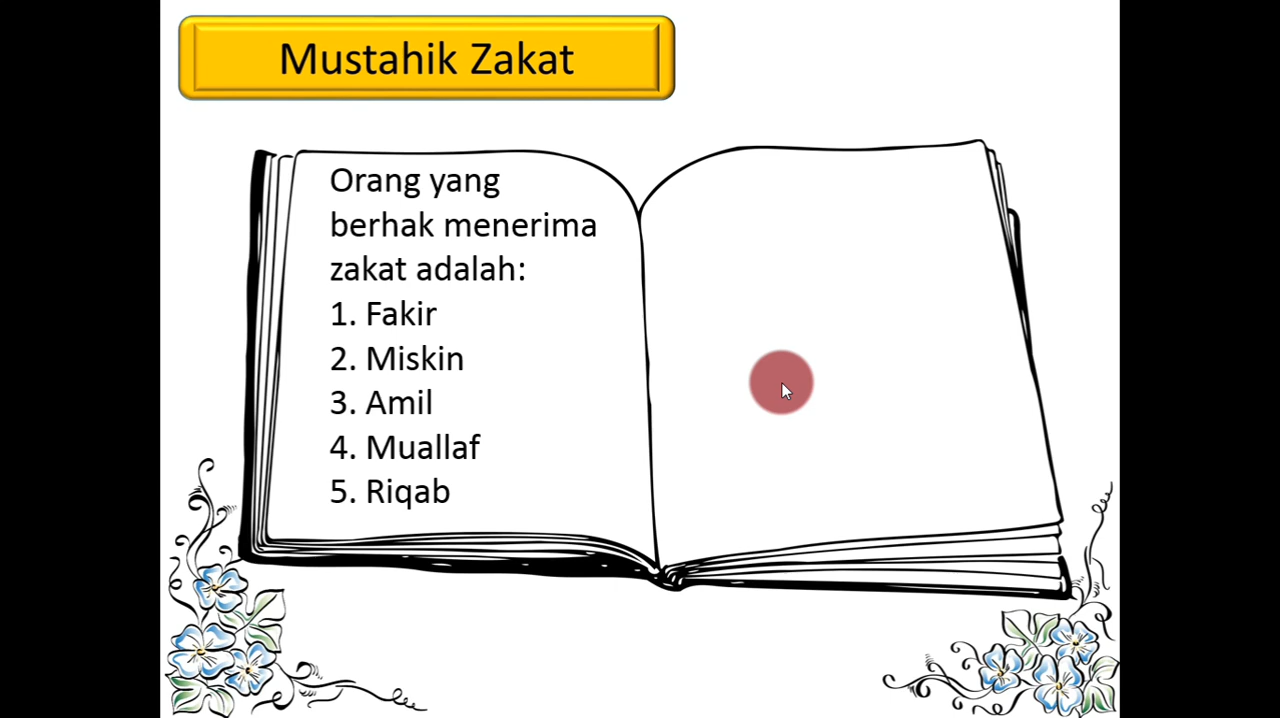 Mustahik Zakat
Orang yang
berhak menerima
zakat adalah:
1. Fakir
2. Miskin
3. Amil
4. Muallaf
5. Riqab